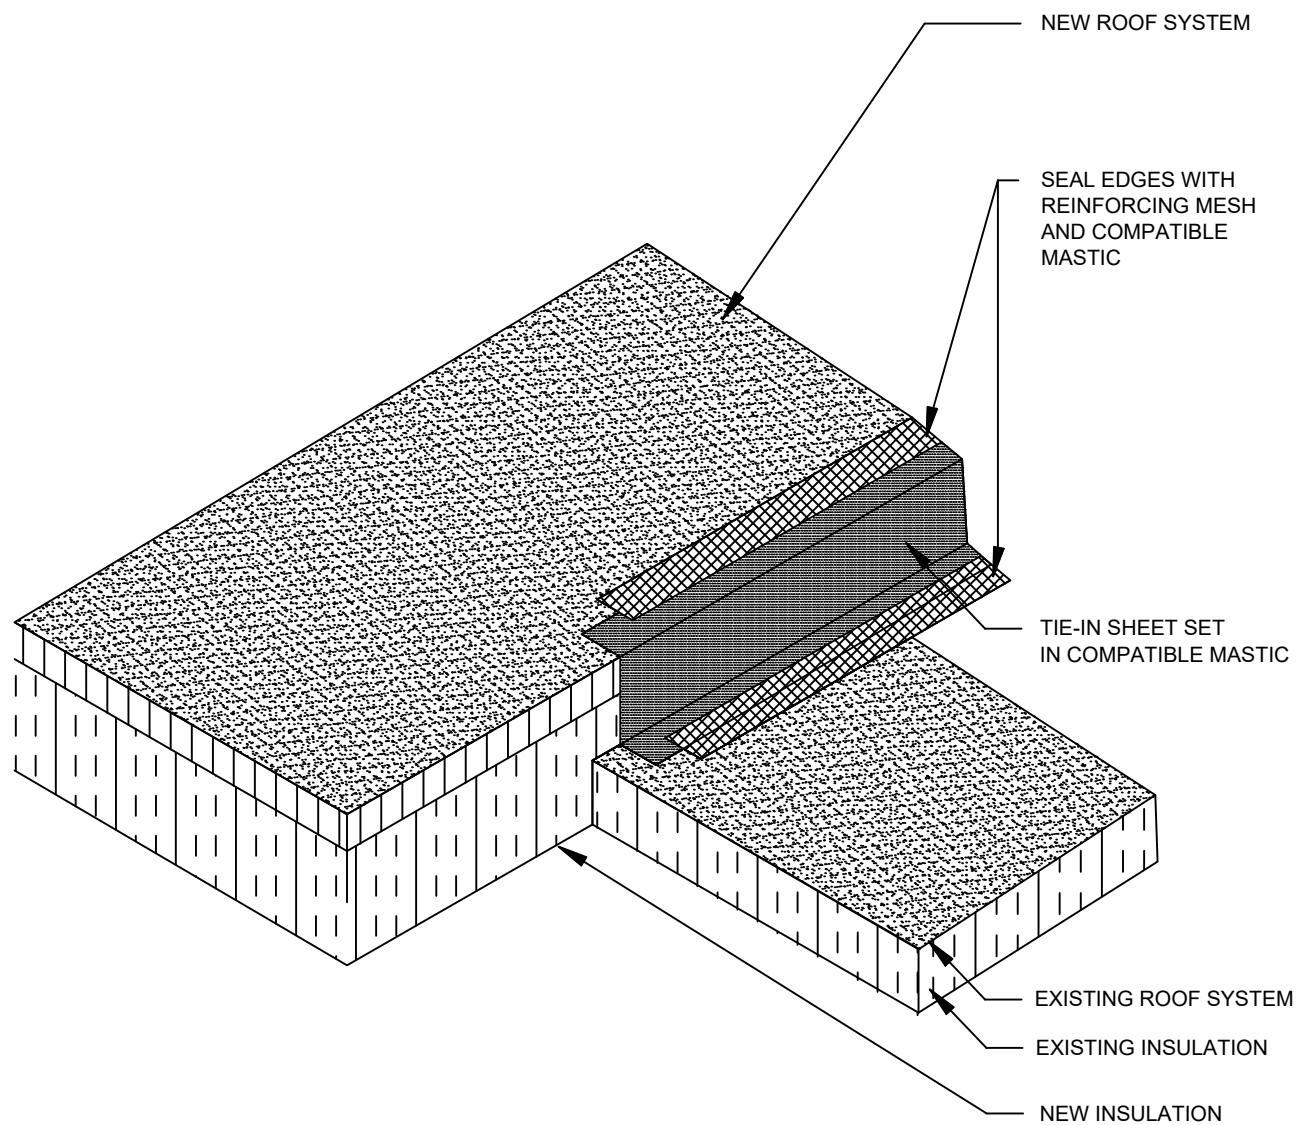 NEW ROOF SYSTEM
SEAL EDGES WITH
REINFORCING MESH
AND COMPATIBLE
MASTIC
TIE-IN SHEET SET
IN COMPATIBLE MASTIC
EXISTING ROOF SYSTEM
EXISTING INSULATION
NEW INSULATION